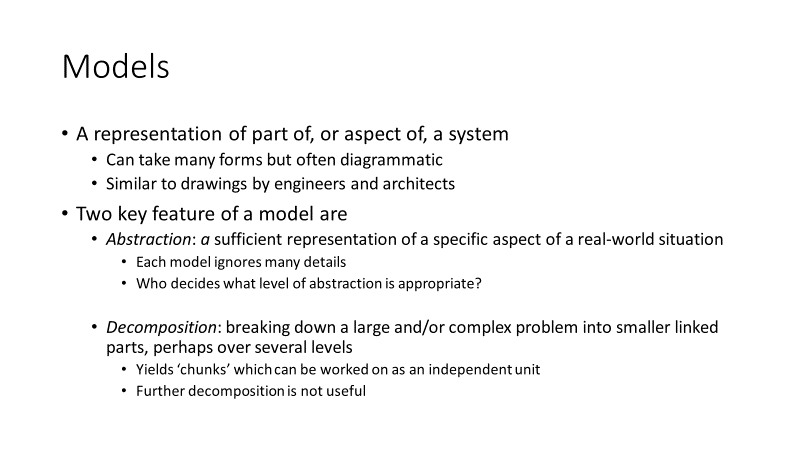 Models
• A representation of part of, or aspect of, a system
• Can take many forms but often diagrammatic
• Similar to drawings by engineers and architects
• Two key feature of a model are
• Abstraction: a sufficient representation of a specific aspect of a real-world situation
• Each model ignores many details
• Who decides what level of abstraction is appropriate?
• Decomposition: breaking down a large and/or complex problem into smaller linked
parts, perhaps over several levels
• Yields ‘chunks’ which can be worked on as an independent unit
• Further decomposition is not useful